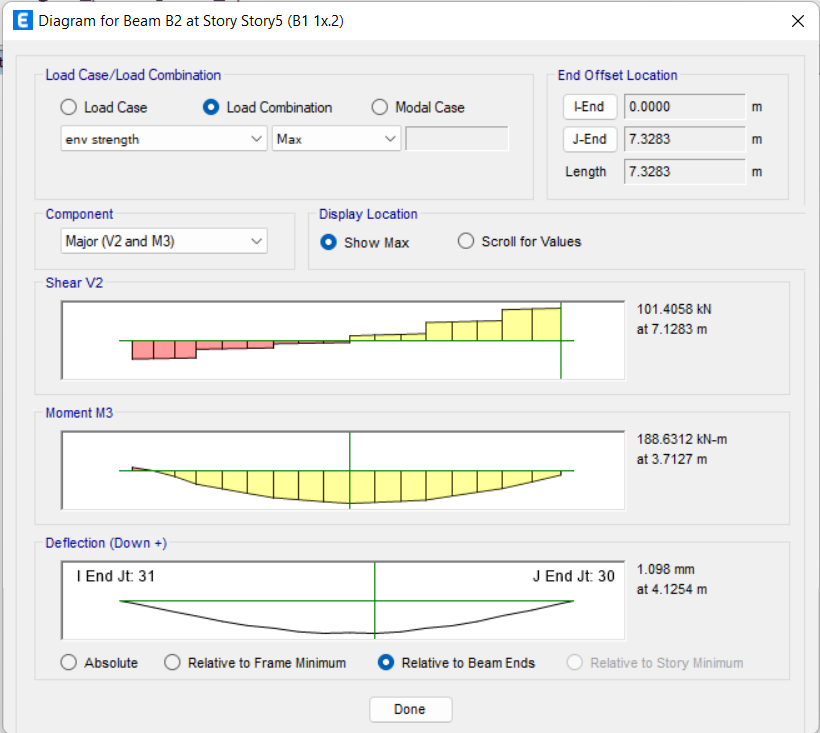 E Diagram for Beam B2 at Story Story5 (B1 1x.2)
Load Case/Load Combination
Load Case Load Combination Modal Case
env strength Max
End Offset Location
I-End 0.0000 m
J-End 7.3283 m
Length 7.3283 m
Component
Major (V2 and M3)
Display Location
Show Max Scroll for Values
Shear V2
101.4058 kN
at 7.1283 m
Moment M3
188.6312 kN-m
at 3.7127 m
Deflection (Down +)
I End Jt: 31 J End Jt: 30
1.098 mm
at 4.1254 m
Absolute Relative to Frame Minimum Relative to Beam Ends Relative to Story Minimum
Done